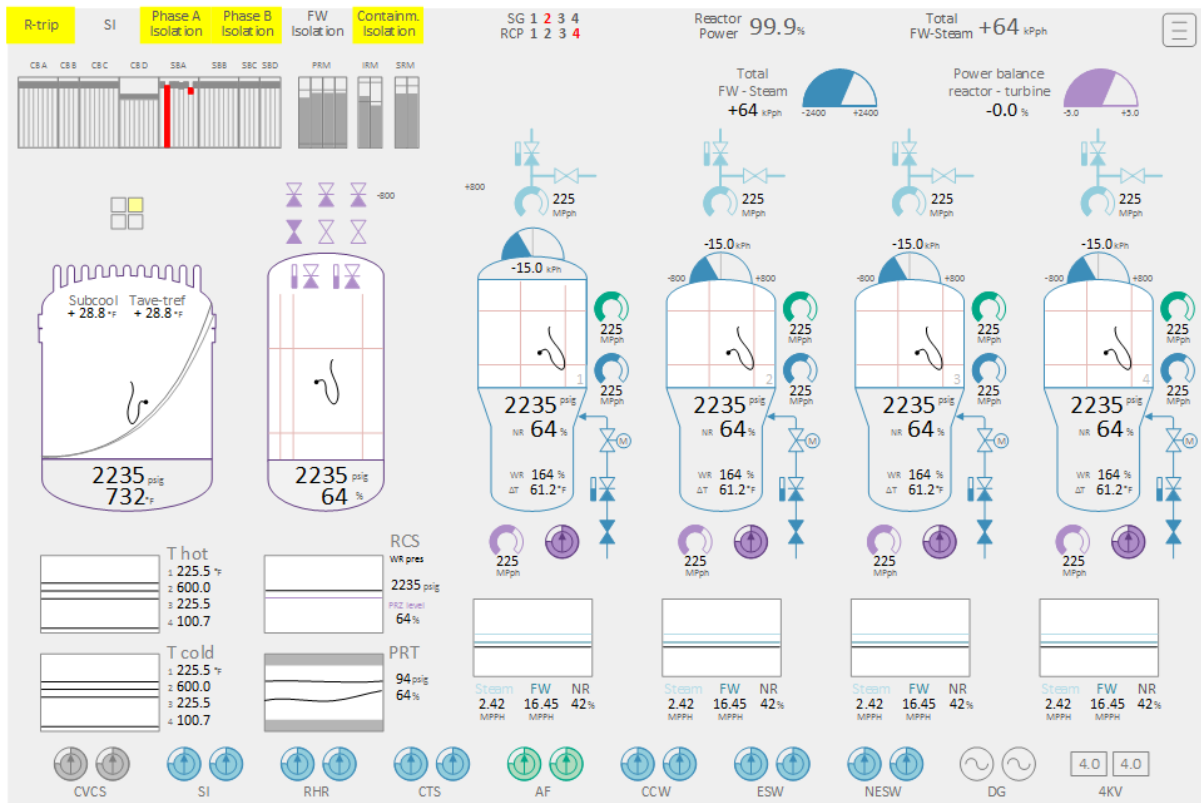 R-trip SI Phase A Phase B FW Containm.
Isolation Isolation Isolation Isolation
SG 1 2 3 4
RCP 1 2 3 4
Reactor
Power 99.9%
Total
FW-Steam +64 kPph
CBA CBB CBC CBD SBA SBB SBC SBD PRM IRM SRM
Total
FW - Steam
+64 kPph
-2400 +2400
Power balance
reactor - turbine
-0.0 %
-5.0 +5.0
-800
+800
225
MPph
225
MPph
225
MPph
225
MPph
Subcool Tave-tref
+ 28.8 °F + 28.8 °F
2235 psig
732 °F
2235 psig
64 %
-15.0 kPh
225
MPph
225
MPph
1
2235 psig
NR 64 %
M
WR 164 %
ΔT 61.2 °F
225
MPph
-15.0 kPh
-800 +800
225
MPph
225
MPph
2
2235 psig
NR 64 %
M
WR 164 %
ΔT 61.2 °F
225
MPph
-15.0 kPh
-800 +800
225
MPph
225
MPph
3
2235 psig
NR 64 %
M
WR 164 %
ΔT 61.2 °F
225
MPph
-15.0 kPh
-800 +800
225
MPph
225
MPph
4
2235 psig
NR 64 %
M
WR 164 %
ΔT 61.2 °F
225
MPph
T hot
1 225.5 °F
2 600.0
3 225.5
4 100.7
RCS
WR pres
2235 psig
PRZ level
64 %
T cold
1 225.5 °F
2 600.0
3 225.5
4 100.7
PRT
94 psig
64 %
Steam FW NR
2.42 16.45 42 %
MPPH MPPH
Steam FW NR
2.42 16.45 42 %
MPPH MPPH
Steam FW NR
2.42 16.45 42 %
MPPH MPPH
Steam FW NR
2.42 16.45 42 %
MPPH MPPH
4.0 4.0
CVCS SI RHR CTS AF CCW ESW NESW DG 4KV